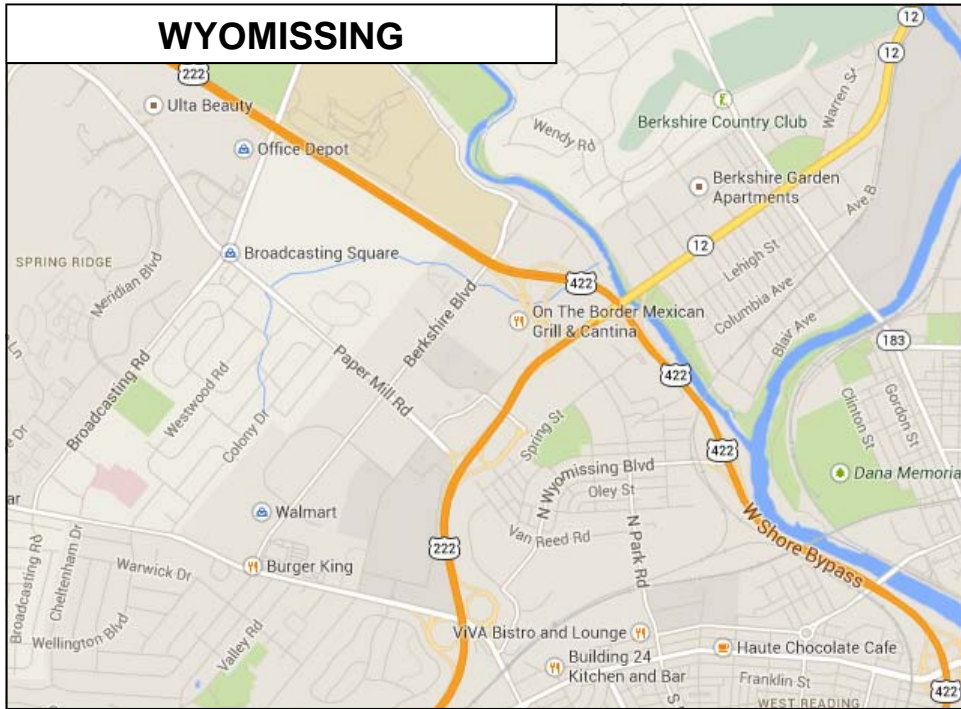 WYOMISSING
12
222
12
Ulta Beauty
Warren St
Berkshire Country Club
Wendy Rd
Office Depot
Berkshire Garden
Apartments
Ave B
12
Lehigh St
Broadcasting Square
SPRING RIDGE
Meridian Blvd
422
Columbia Ave
On The Border Mexican
Grill & Cantina
Berkshire Blvd
Blair Ave
183
Paper Mill Rd
422
Broadcasting Rd
Westwood Rd
Colony Dr
Clinton St
Gordon St
Spring St
422
N Wyomissing Blvd
Dana Memoria
Oley St
ar
Walmart
W Shore Bypass
Van Reed Rd
N Park Rd
222
Burger King
Warwick Dr
Cheltenham Dr
Broadcasting Rd
Wellington Blvd
Valley Rd
ViVA Bistro and Lounge
Haute Chocolate Cafe
Building 24
Kitchen and Bar
Franklin St
422
WEST READING